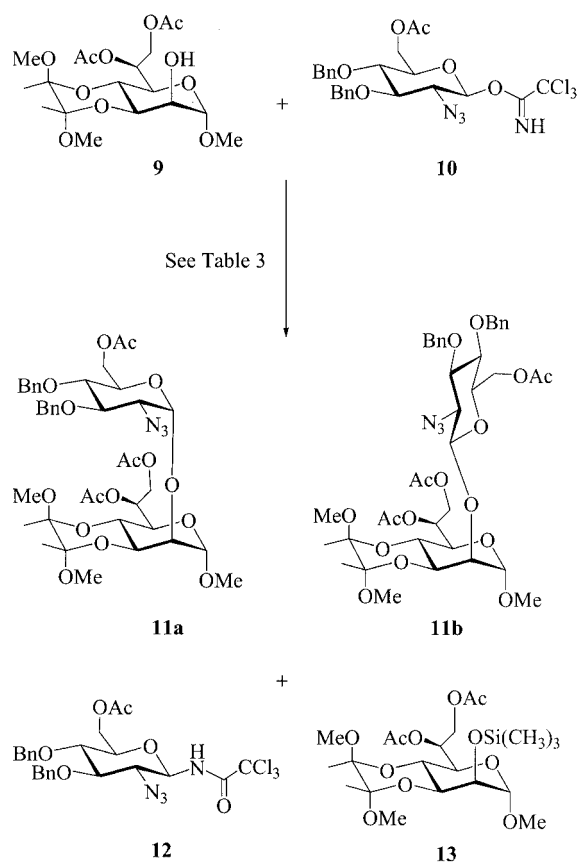 OAc
AcO
OH
MeO
O
O
O
OMe
OMe
9
+
OAc
BnO
BnO
O
N3
O
CCl3
NH
10
See Table 3
OAc
BnO
BnO
O
N3
AcO
O
MeO
AcO
O
O
O
OMe
OMe
11a
BnO
OBn
OAc
N3
O
AcO
O
AcO
MeO
O
O
O
OMe
OMe
11b
+
OAc
BnO
BnO
O
N3
H
N
CCl3
O
12
OAc
AcO
OSi(CH3)3
MeO
O
O
O
OMe
OMe
13